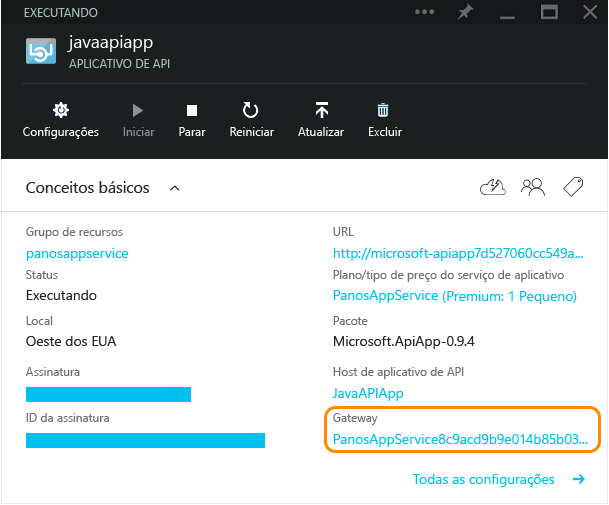 EXECUTANDO
javaapiapp
APLICATIVO DE API
Configurações
Iniciar
Parar
Reiniciar
Atualizar
Excluir
Conceitos básicos
Grupo de recursos
panosappservice
Status
Executando
Local
Oeste dos EUA
Assinatura
ID da assinatura
URL
http://microsoft-apiapp7d527060cc549a...
Plano/tipo de preço do serviço de aplicativo
PanosAppService (Premium: 1 Pequeno)
Pacote
Microsoft.ApiApp-0.9.4
Host de aplicativo de API
JavaAPIApp
Gateway
PanosAppService8c9acd9b9e014b85b03...
Todas as configurações